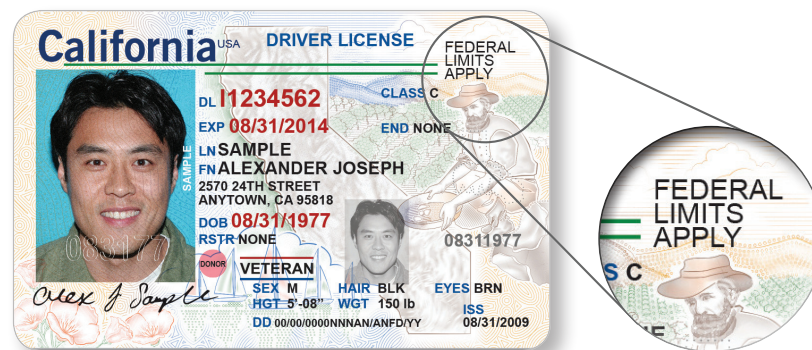 California USA DRIVER LICENSE
FEDERAL
LIMITS
APPLY
DL I1234562 CLASS C
EXP 08/31/2014 END NONE
LN SAMPLE
FN ALEXANDER JOSEPH
2570 24TH STREET
ANYTOWN, CA 95818
DOB 08/31/1977
RSTR NONE 08311977
SAMPLE
083177
DONOR
VETERAN
SEX M HAIR BLK EYES BRN
HGT 5'-08" WGT 150 lb ISS
DD 00/00/0000NNNAN/ANFD/YY 08/31/2009
Alex J Sample
FEDERAL
LIMITS
APPLY
S C